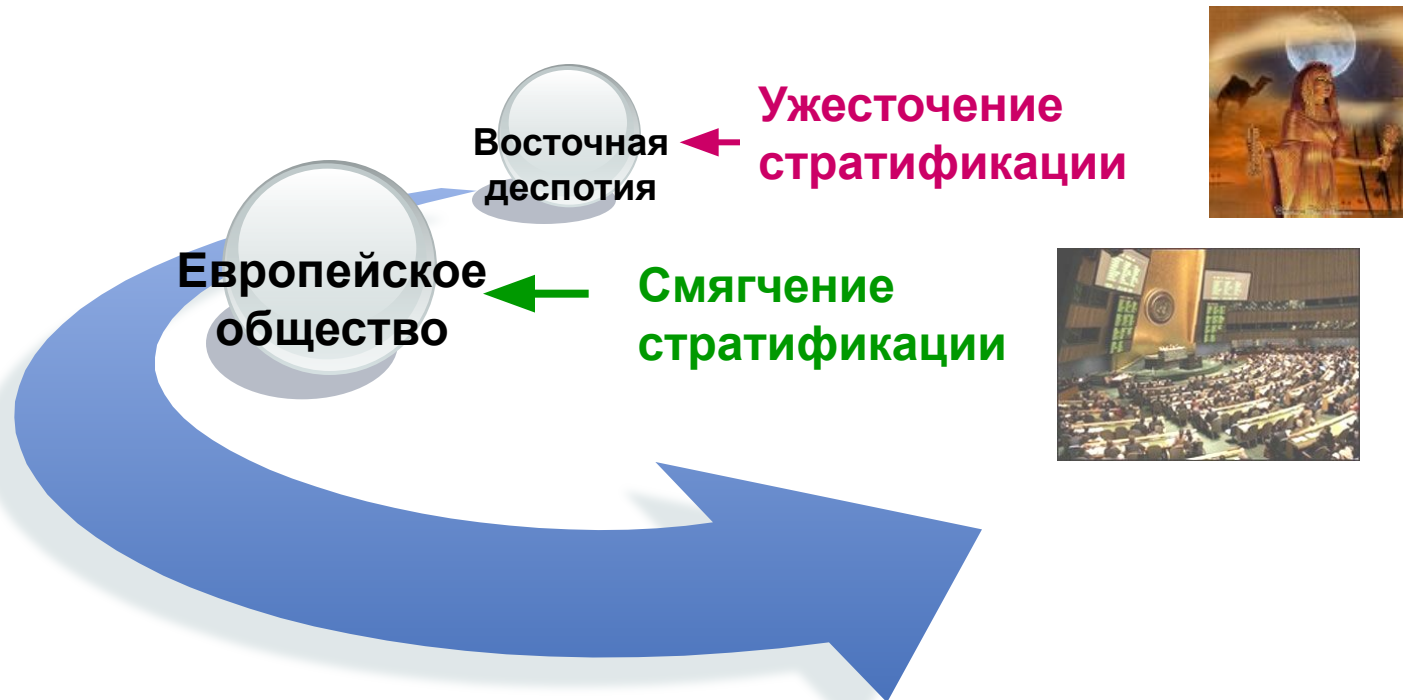 Ужесточение
стратификации
Восточная
деспотия
Европейское
общество
Смягчение
стратификации